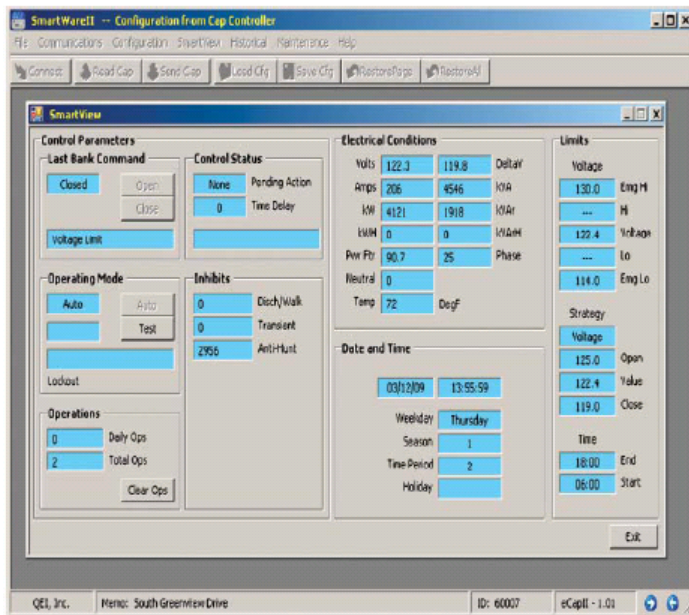 SmartWareII -- Configuration from Cap Controller
File Communications Configuration SmartView Historical Maintenance Help
Connect Read Cap Send Cap Load Cfg Save Cfg RestorePage RestoreAll
SmartView
Control Parameters
Last Bank Command
Closed Open
Close
Voltage Limit
Control Status
None Pending Action
0 Time Delay
Operating Mode
Auto Auto
Test
Lockout
Inhibits
0 Disch/Walk
0 Transient
2956 Anti-Hunt
Operations
0 Daily Ops
2 Total Ops
Clear Ops
Electrical Conditions
Volts 122.3 119.8 DeltaV
Amps 206 4546 kVA
kW 4121 1918 kVAr
kWH 0 0 kVArH
Pwr Ftr 90.7 25 Phase
Neutral 0
Temp 72 DegF
Date and Time
03/12/09 13:55:59
Weekday Thursday
Season 1
Time Period 2
Holiday
Limits
Voltage
130.0 Emg Hi
--- Hi
122.4 Voltage
--- Lo
114.0 Emg Lo
Strategy
Voltage
125.0 Open
122.4 Value
119.0 Close
Time
18:00 End
06:00 Start
Exit
QEI, Inc. Memo: South Greenview Drive ID: 60007 eCapII - 1.01